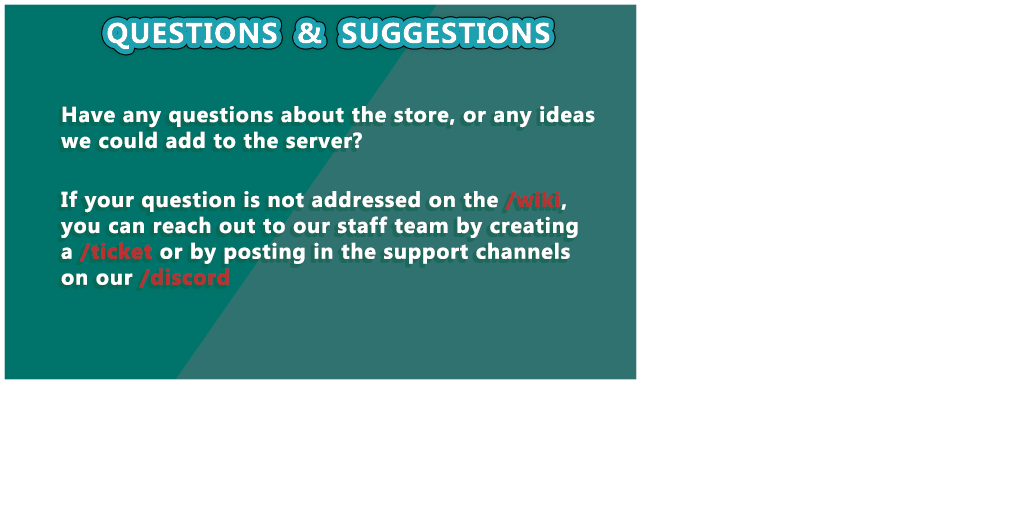 QUESTIONS & SUGGESTIONS
Have any questions about the store, or any ideas
we could add to the server?
If your question is not addressed on the /wiki,
you can reach out to our staff team by creating
a /ticket or by posting in the support channels
on our /discord